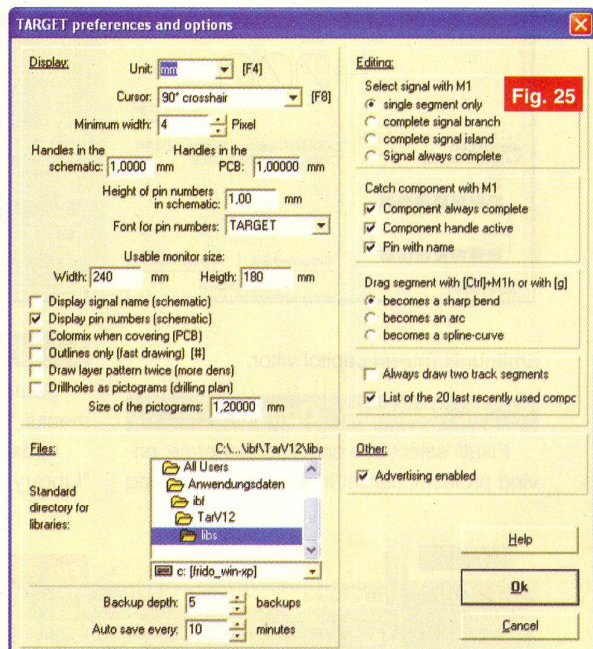 TARGET preferences and options
Display:
Unit: mm [F4]
Cursor: 90° crosshair [F8]
Minimum width: 4 Pixel
Handles in the schematic: 1,0000 mm
Handles in the PCB: 1,00000 mm
Height of pin numbers in schematic: 1,00 mm
Font for pin numbers: TARGET
Usable monitor size:
Width: 240 mm Heigth: 180 mm
Display signal name (schematic)
Display pin numbers (schematic)
Colormix when covering (PCB)
Outlines only (fast drawing) [#]
Draw layer pattern twice (more dens)
Drillholes as pictograms (drilling plan)
Size of the pictograms: 1,20000 mm
Files:
C:\...\ibf\TarV12\libs
Standard directory for libraries:
All Users
Anwendungsdaten
ibf
TarV12
libs
c: [frido_win-xp]
Backup depth: 5 backups
Auto save every: 10 minutes
Editing:
Fig. 25
Select signal with M1
single segment only
complete signal branch
complete signal island
Signal always complete
Catch component with M1
Component always complete
Component handle active
Pin with name
Drag segment with [Ctrl]+M1h or with [g]
becomes a sharp bend
becomes an arc
becomes a spline-curve
Always draw two track segments
List of the 20 last recently used compc
Other:
Advertising enabled
Help
Ok
Cancel